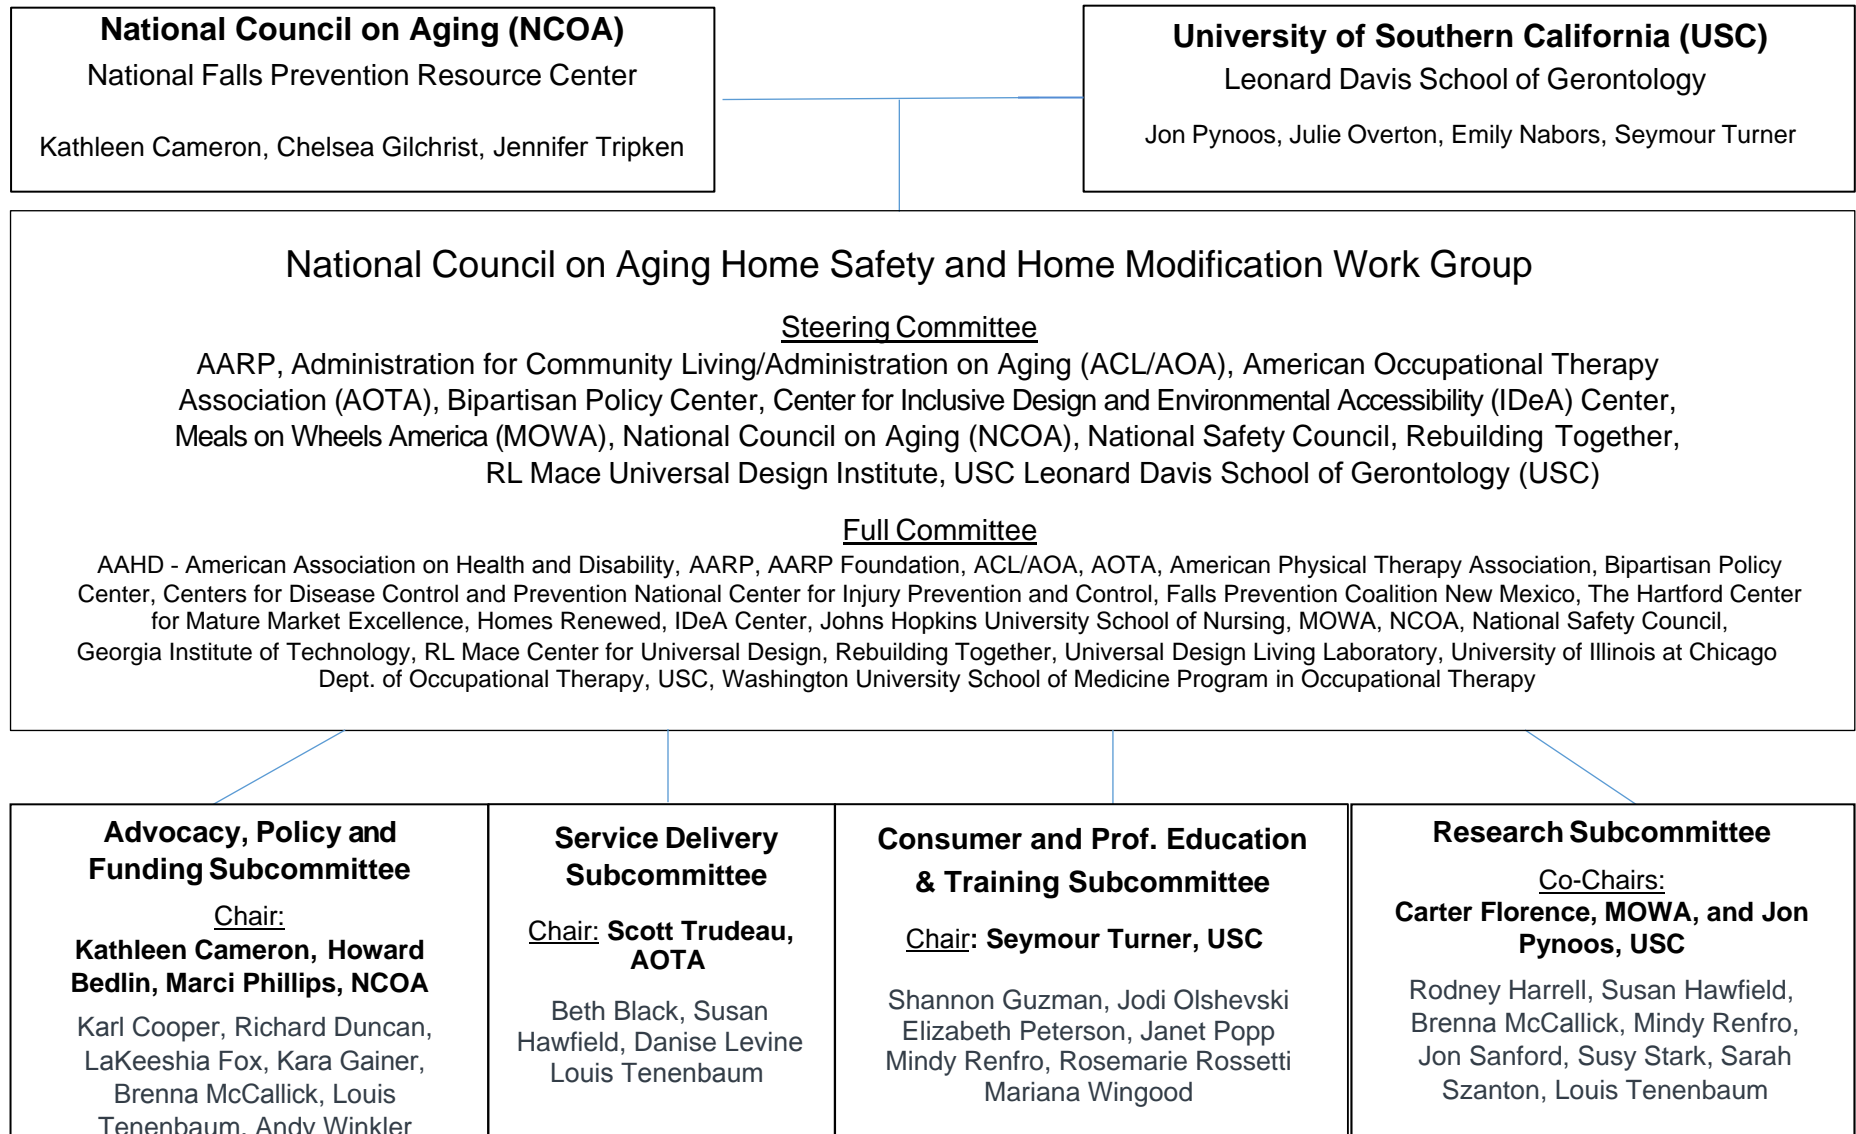 National Council on Aging (NCOA)
National Falls Prevention Resource Center
Kathleen Cameron, Chelsea Gilchrist, Jennifer Tripken
University of Southern California (USC)
Leonard Davis School of Gerontology
Jon Pynoos, Julie Overton, Emily Nabors, Seymour Turner
National Council on Aging Home Safety and Home Modification Work Group
Steering Committee
AARP, Administration for Community Living/Administration on Aging (ACL/AOA), American Occupational Therapy
Association (AOTA), Bipartisan Policy Center, Center for Inclusive Design and Environmental Accessibility (IDeA) Center,
Meals on Wheels America (MOWA), National Council on Aging (NCOA), National Safety Council, Rebuilding Together,
RL Mace Universal Design Institute, USC Leonard Davis School of Gerontology (USC)
Full Committee
AAHD - American Association on Health and Disability, AARP, AARP Foundation, ACL/AOA, AOTA, American Physical Therapy Association, Bipartisan Policy
Center, Centers for Disease Control and Prevention National Center for Injury Prevention and Control, Falls Prevention Coalition New Mexico, The Hartford Center
for Mature Market Excellence, Homes Renewed, IDeA Center, Johns Hopkins University School of Nursing, MOWA, NCOA, National Safety Council,
Georgia Institute of Technology, RL Mace Center for Universal Design, Rebuilding Together, Universal Design Living Laboratory, University of Illinois at Chicago
Dept. of Occupational Therapy, USC, Washington University School of Medicine Program in Occupational Therapy
Advocacy, Policy and
Funding Subcommittee
Chair:
Kathleen Cameron, Howard
Bedlin, Marci Phillips, NCOA
Karl Cooper, Richard Duncan,
LaKeeshia Fox, Kara Gainer,
Brenna McCallick, Louis
Tenenbaum, Andy Winkler
Service Delivery
Subcommittee
Chair: Scott Trudeau,
AOTA
Beth Black, Susan
Hawfield, Danise Levine
Louis Tenenbaum
Consumer and Prof. Education
& Training Subcommittee
Chair: Seymour Turner, USC
Shannon Guzman, Jodi Olshevski
Elizabeth Peterson, Janet Popp
Mindy Renfro, Rosemarie Rossetti
Mariana Wingood
Research Subcommittee
Co-Chairs:
Carter Florence, MOWA, and Jon
Pynoos, USC
Rodney Harrell, Susan Hawfield,
Brenna McCallick, Mindy Renfro,
Jon Sanford, Susy Stark, Sarah
Szanton, Louis Tenenbaum